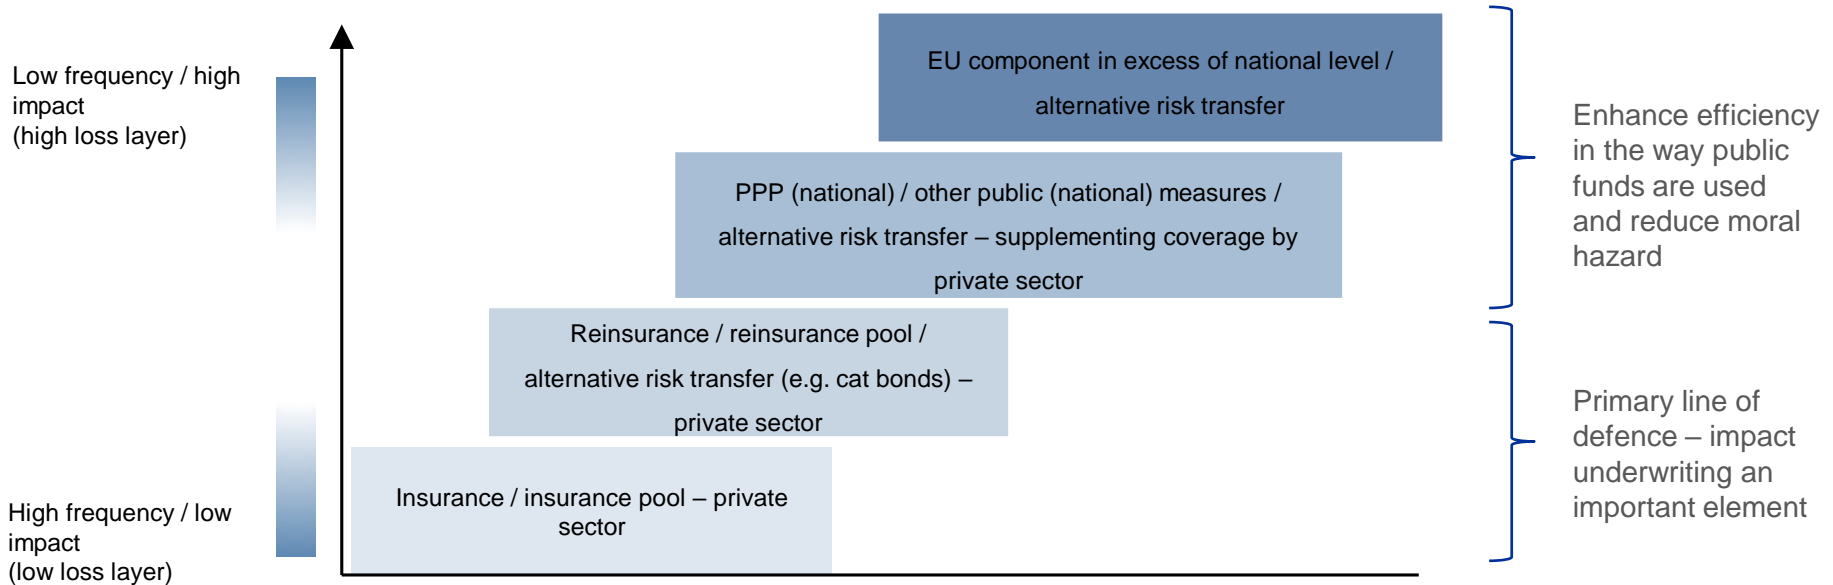 Low frequency / high
impact
(high loss layer)
High frequency / low
impact
(low loss layer)
EU component in excess of national level /
alternative risk transfer
PPP (national) / other public (national) measures /
alternative risk transfer – supplementing coverage by
private sector
Reinsurance / reinsurance pool /
alternative risk transfer (e.g. cat bonds) –
private sector
Insurance / insurance pool – private
sector
Enhance efficiency
in the way public
funds are used
and reduce moral
hazard
Primary line of
defence – impact
underwriting an
important element